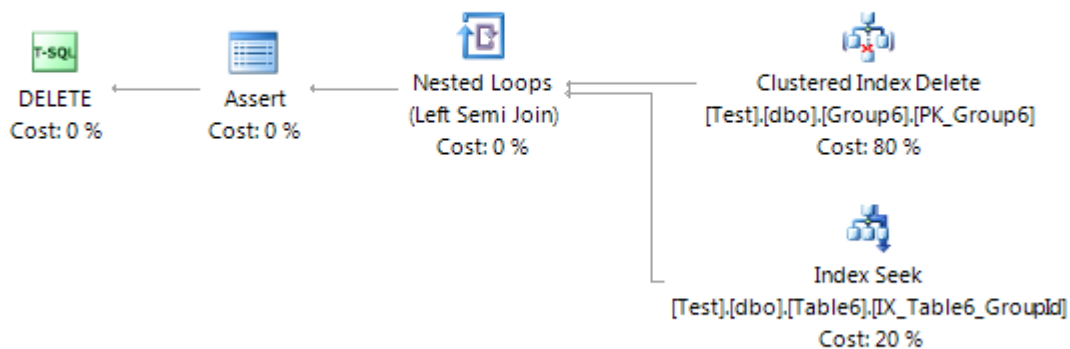 T-SQL
DELETE
Cost: 0 %
Assert
Cost: 0 %
Nested Loops
(Left Semi Join)
Cost: 0 %
Clustered Index Delete
[Test].[dbo].[Group6].[PK_Group6]
Cost: 80 %
Index Seek
[Test].[dbo].[Table6].[IX_Table6_GroupId]
Cost: 20 %